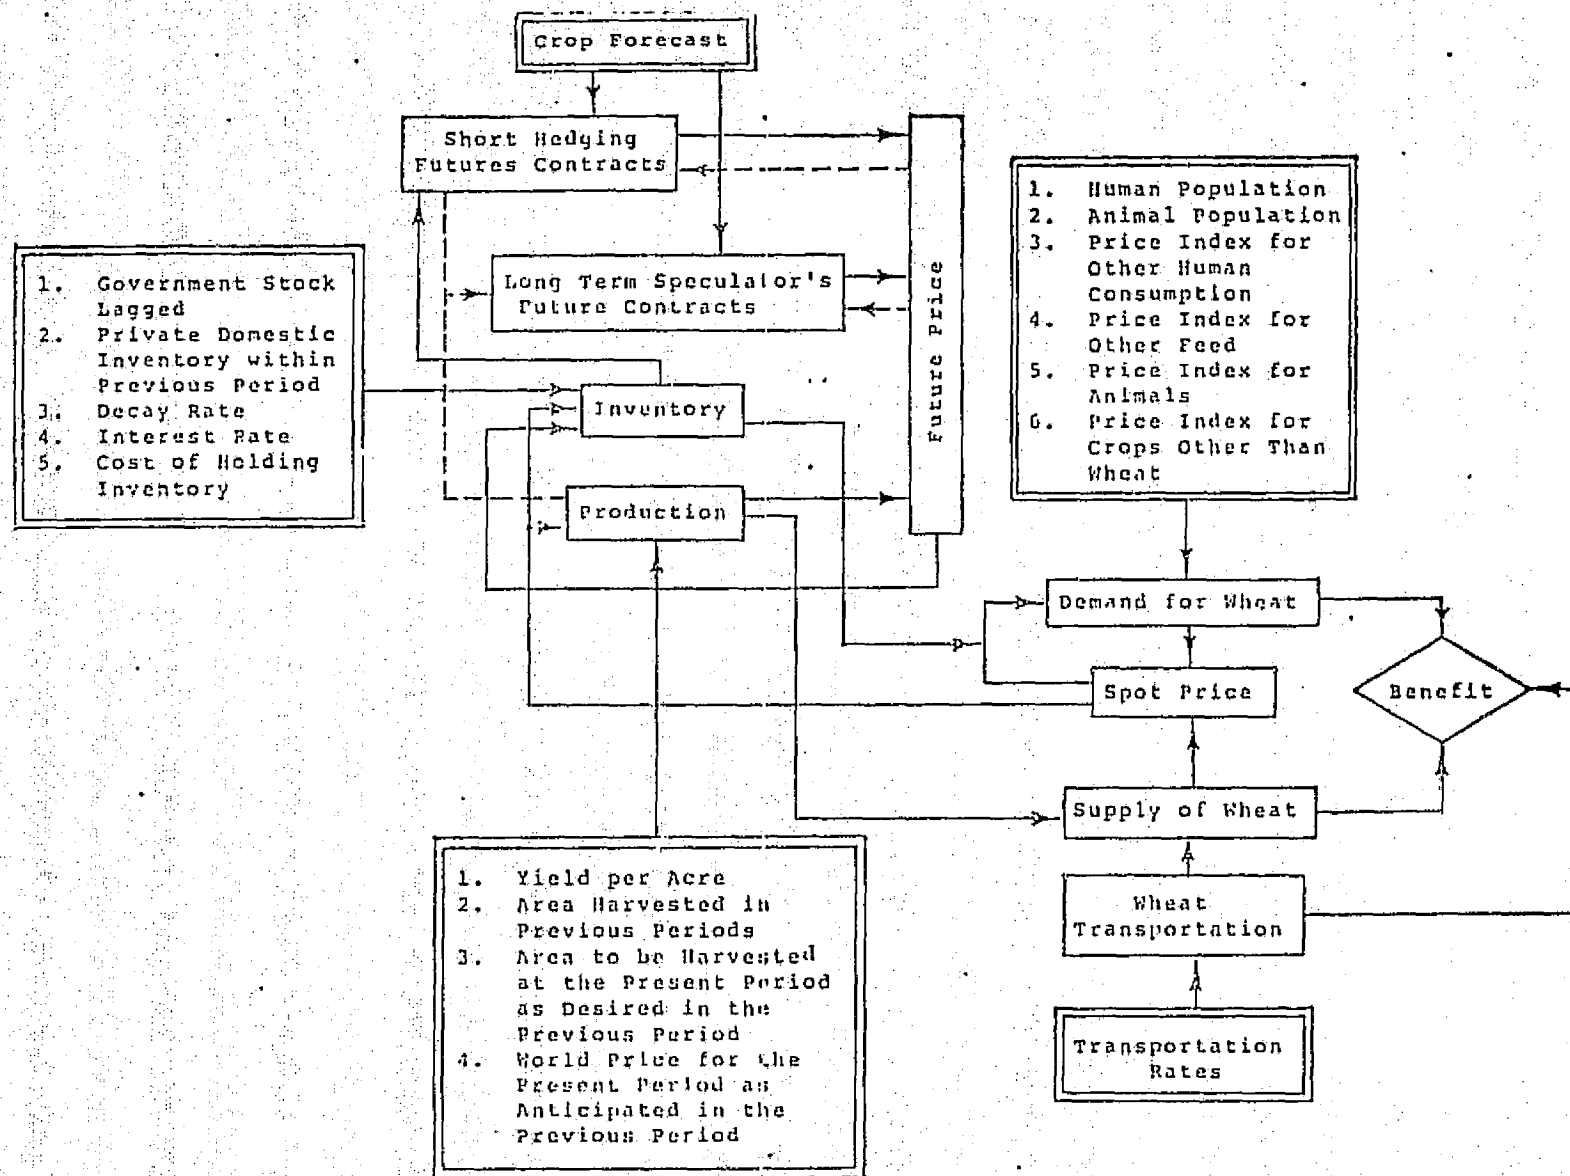 Crop Forecast
Short Hedying
Futures Contracts
Long Term Speculator's
Future Contracts
Future Price
1. Government Stock
Lagged
2. Private Domestic
Inventory within
Previous Period
3. Decay Rate
4. Interest Rate
5. Cost of Holding
Inventory
Inventory
Production
1. Human Population
2. Animal Population
3. Price Index for
Other Human
Consumption
4. Price Index for
Other Feed
5. Price Index for
Animals
6. Price Index for
Crops Other Than
Wheat
Demand for Wheat
Spot Price
Benefit
Supply of Wheat
Wheat
Transportation
Transportation
Rates
1. Yield per Acre
2. Area Harvested in
Previous Periods
3. Area to be Harvested
at the Present Period
as Desired in the
Previous Period
4. World Price for the
Present Period as
Anticipated in the
Previous Period